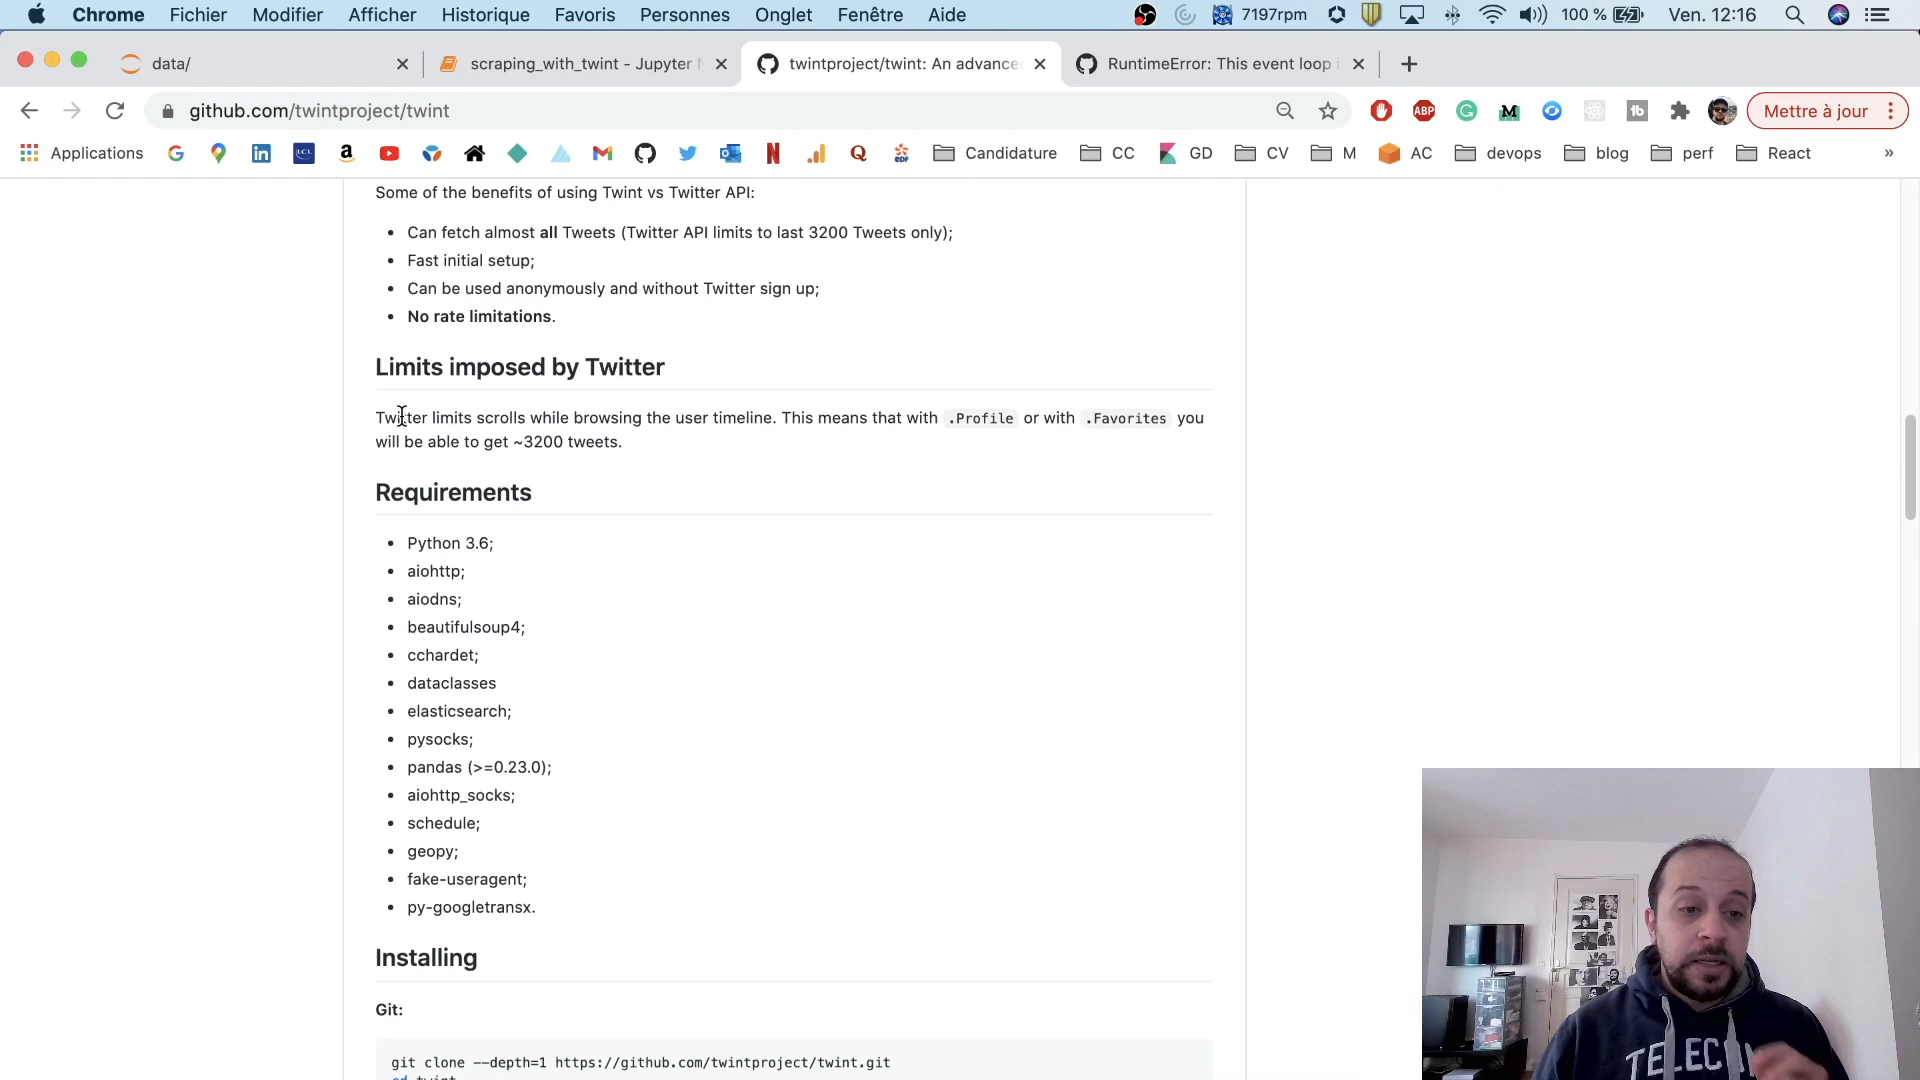 Chrome Fichier Modifier Afficher Historique Favoris Personnes Onglet Fenêtre Aide 7197rpm 100 % Ven. 12:16
data/ scraping_with_twint - Jupyter twintproject/twint: An advance RuntimeError: This event loop
github.com/twintproject/twint ABP M tb Mettre à jour
Applications LCL a Q EDF Candidature CC GD CV M AC devops blog perf React »
Some of the benefits of using Twint vs Twitter API:
• Can fetch almost all Tweets (Twitter API limits to last 3200 Tweets only);
• Fast initial setup;
• Can be used anonymously and without Twitter sign up;
• No rate limitations.
Limits imposed by Twitter
Twitter limits scrolls while browsing the user timeline. This means that with .Profile or with .Favorites you
will be able to get ~3200 tweets.
Requirements
• Python 3.6;
• aiohttp;
• aiodns;
• beautifulsoup4;
• cchardet;
• dataclasses
• elasticsearch;
• pysocks;
• pandas (>=0.23.0);
• aiohttp_socks;
• schedule;
• geopy;
• fake-useragent;
• py-googletransx.
Installing
Git:
git clone --depth=1 https://github.com/twintproject/twint.git
cd twint